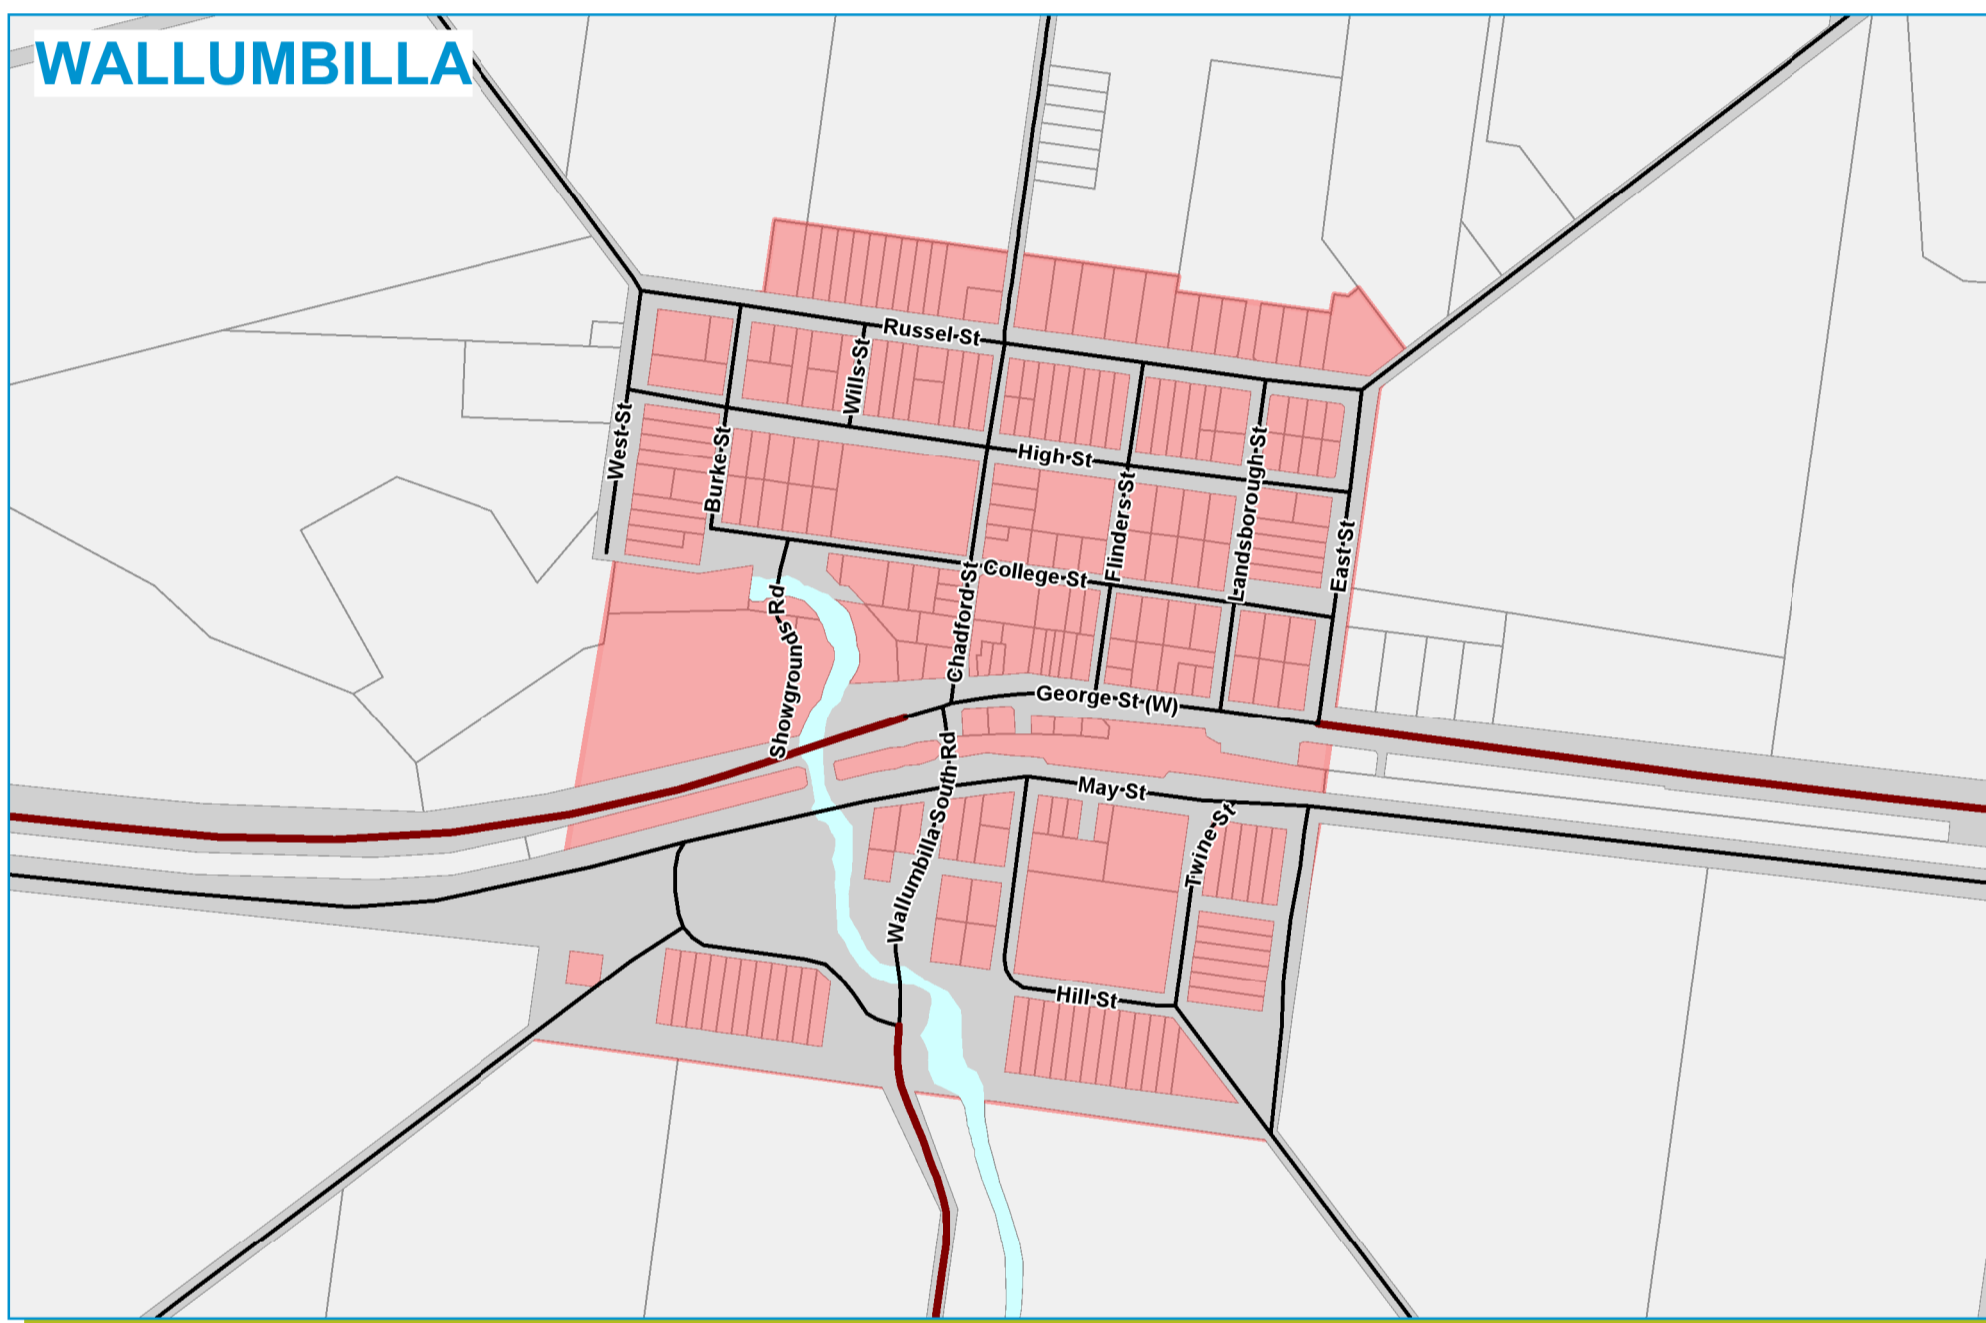 WALLUMBILLA
Russel St
Wills St
West St
Burke St
High St
Flinders St
Landsborough St
East St
College St
Chadford St
Showgrounds Rd
George St (W)
Wallumbilla South Rd
May St
Twine St
Hill St